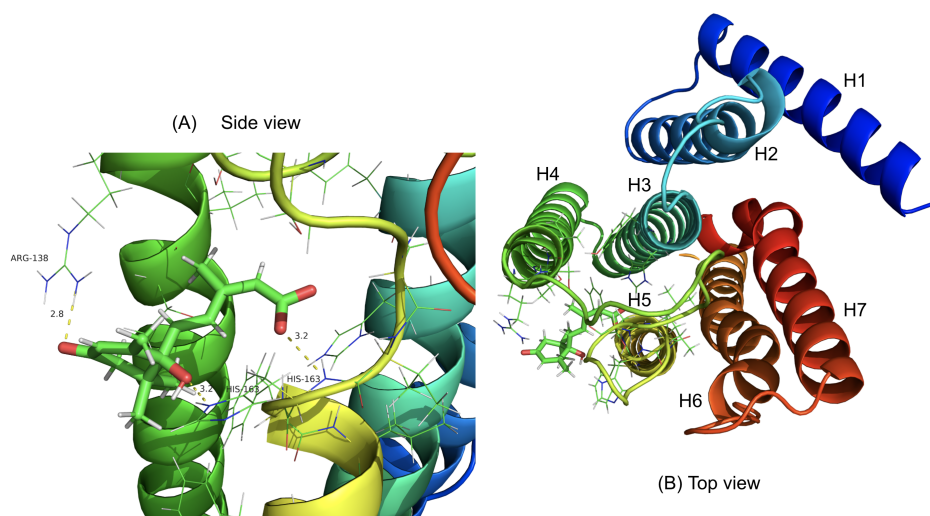 (A) Side view
ARG-138
2.8
3.2
3.2
HIS-163
HIS-163
H1
H2
H3
H4
H5
H6
H7
(B) Top view